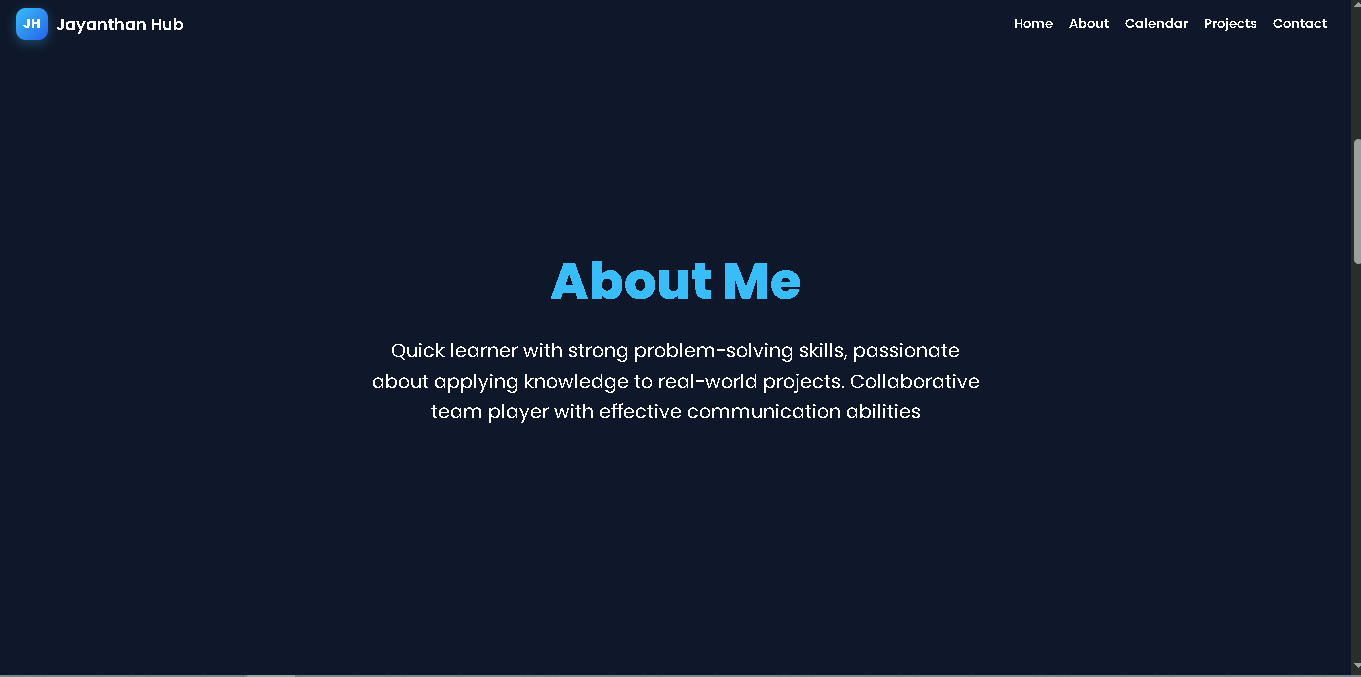 JH Jayanthan Hub Home About Calendar Projects Contact
About Me
Quick learner with strong problem-solving skills, passionate
about applying knowledge to real-world projects. Collaborative
team player with effective communication abilities